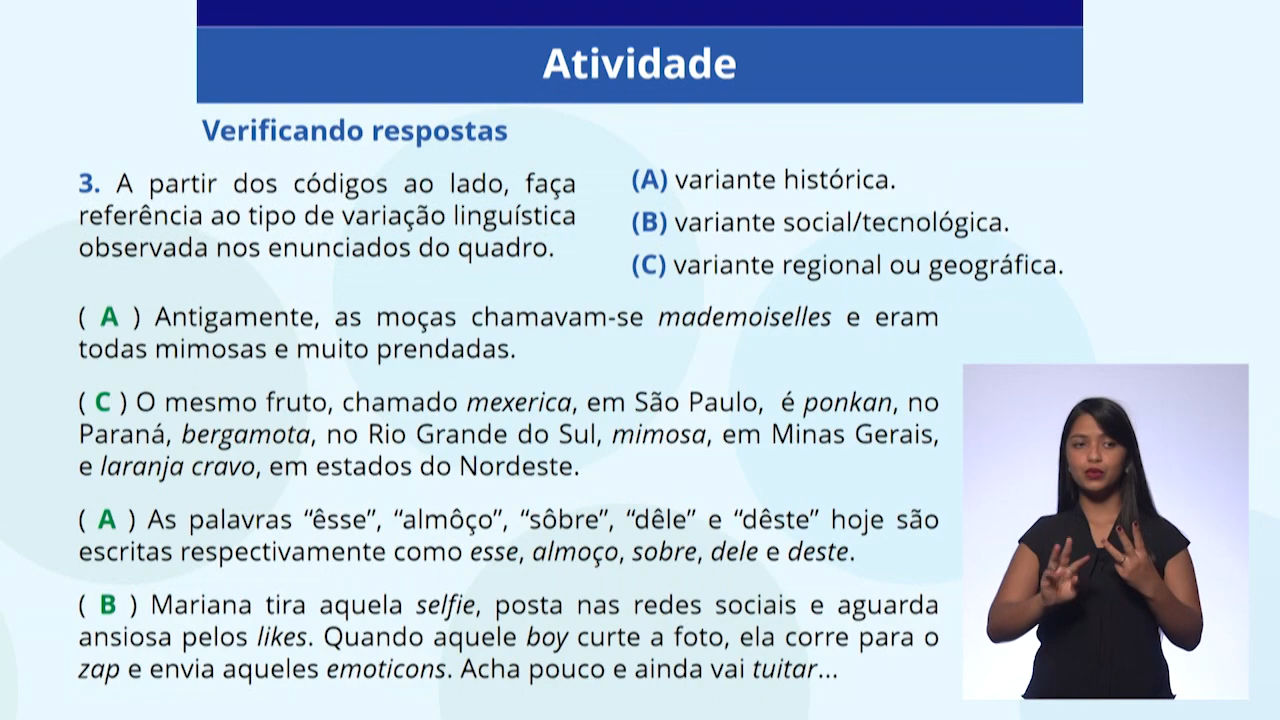 Atividade
Verificando respostas
3. A partir dos códigos ao lado, faça
referência ao tipo de variação linguística
observada nos enunciados do quadro.
(A) variante histórica.
(B) variante social/tecnológica.
(C) variante regional ou geográfica.
( A ) Antigamente, as moças chamavam-se mademoiselles e eram
todas mimosas e muito prendadas.
( C ) O mesmo fruto, chamado mexerica, em São Paulo, é ponkan, no
Paraná, bergamota, no Rio Grande do Sul, mimosa, em Minas Gerais,
e laranja cravo, em estados do Nordeste.
( A ) As palavras “êsse”, “almôço”, “sôbre”, “dêle” e “dêste” hoje são
escritas respectivamente como esse, almoço, sobre, dele e deste.
( B ) Mariana tira aquela selfie, posta nas redes sociais e aguarda
ansiosa pelos likes. Quando aquele boy curte a foto, ela corre para o
zap e envia aqueles emoticons. Acha pouco e ainda vai tuitar...